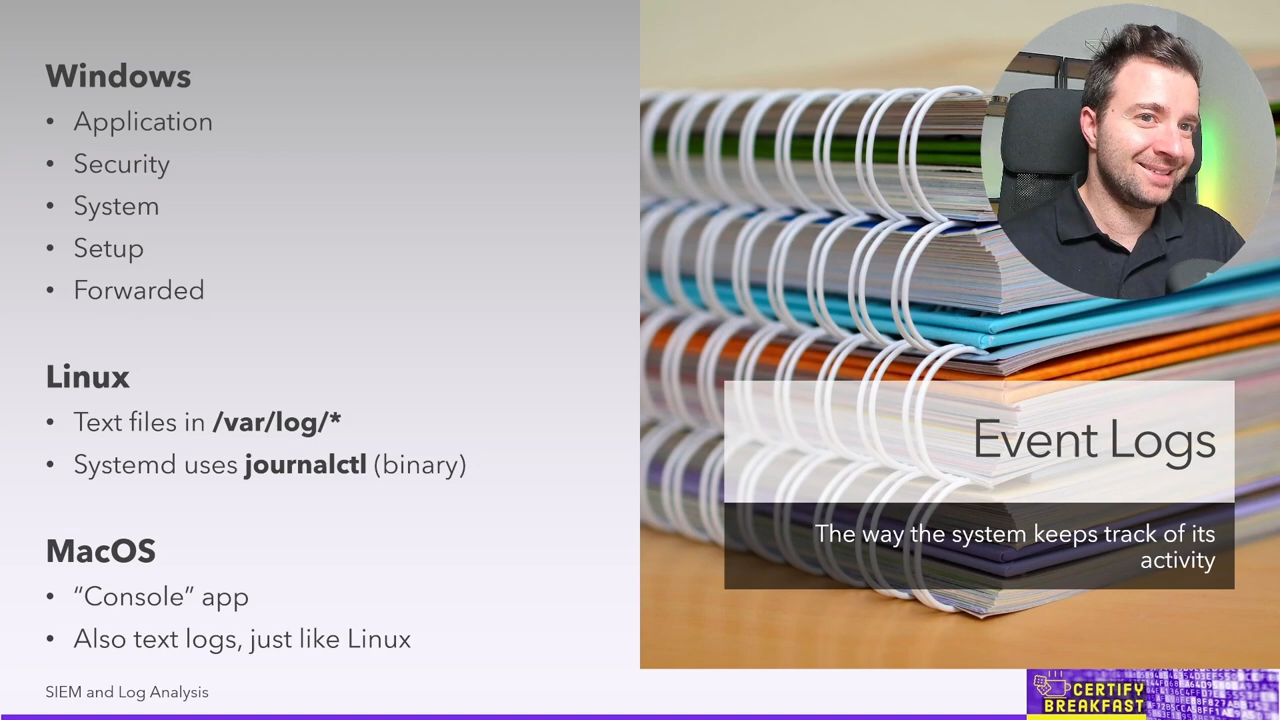 Windows
• Application
• Security
• System
• Setup
• Forwarded
Linux
• Text files in /var/log/*
• Systemd uses journalctl (binary)
MacOS
• “Console” app
• Also text logs, just like Linux
Event Logs
The way the system keeps track of its
activity
SIEM and Log Analysis
CERTIFY
BREAKFAST